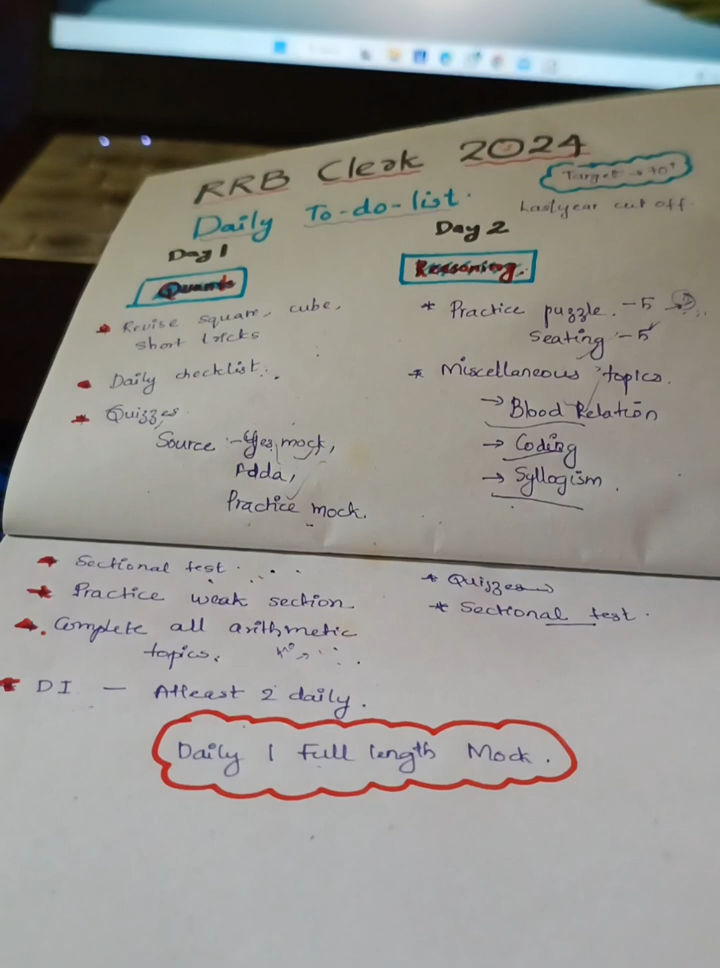 RRB Clerk 2024
Target → 70+
Daily To-do-list.
Last year cut off.
Day 1
Quants
* Revise square, cube,
short tricks
* Daily checklist.
* Quizzes
Source :- Yes mock,
Adda,
Practice mock.
* Sectional test.
* Practice weak section
* Complete all arithmetic
topics.
* DI — Atleast 2 daily.
Day 2
Reasoning
* Practice puzzle. -5 →
Seating -5
* Miscellaneous topics.
→ Blood Relation
→ Coding
→ Syllogism.
* Quizzes
* Sectional test.
Daily 1 Full length Mock.